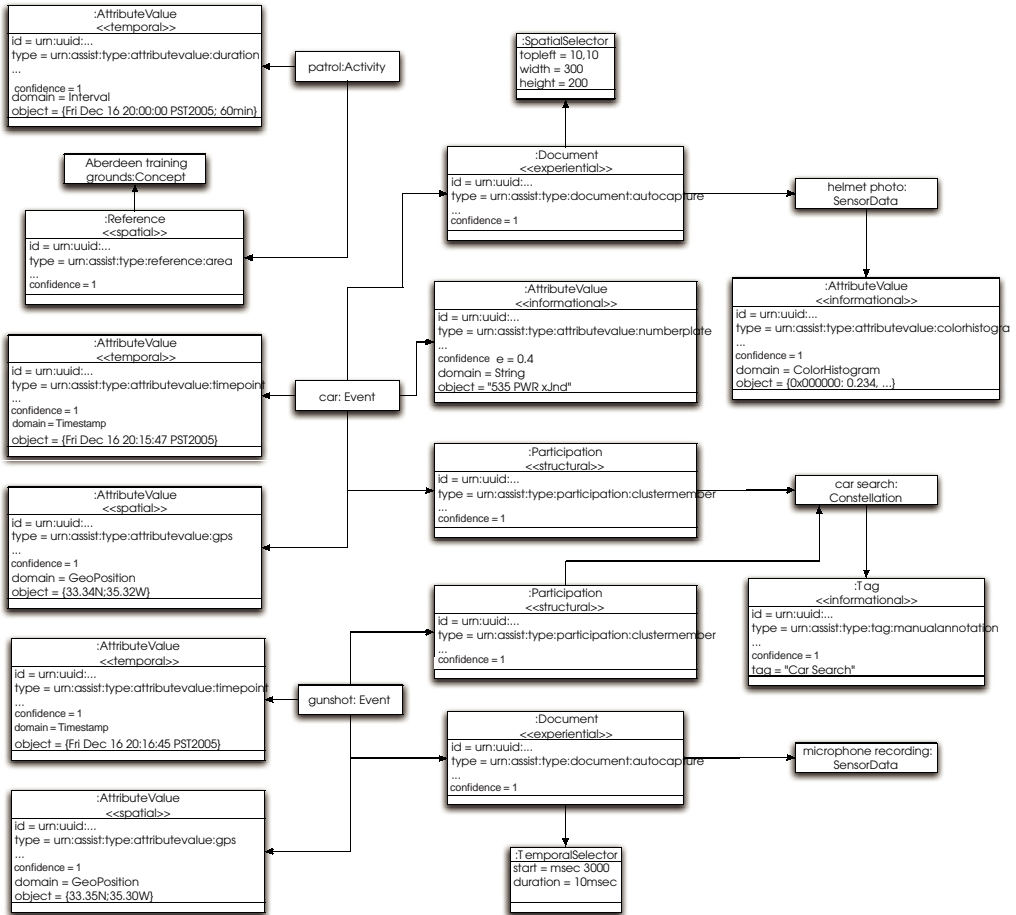 :AttributeValue
<<temporal>>
id = urn:uuid:...
type = urn:assist:type:attributevalue:duration
...
confidence = 1
domain = Interval
object = {Fri Dec 16 20:00:00 PST2005; 60min}
patrol:Activity
:SpatialSelector
topleft = 10,10
width = 300
height = 200
Aberdeen training
grounds:Concept
:Reference
<<spatial>>
id = urn:uuid:...
type = urn:assist:type:reference:area
...
confidence = 1
:Document
<<experiential>>
id = urn:uuid:...
type = urn:assist:type:document:autocapture
...
confidence = 1
helmet photo:
SensorData
:AttributeValue
<<informational>>
id = urn:uuid:...
type = urn:assist:type:attributevalue:numberplate
...
confidence e = 0.4
domain = String
object = "535 PWR xJnd"
:AttributeValue
<<informational>>
id = urn:uuid:...
type = urn:assist:type:attributevalue:colorhistogra
...
confidence = 1
domain = ColorHistogram
object = {0x000000: 0.234, ...}
:AttributeValue
<<temporal>>
id = urn:uuid:...
type = urn:assist:type:attributevalue:timepoint
...
confidence = 1
domain = Timestamp
object = {Fri Dec 16 20:15:47 PST2005}
car: Event
:AttributeValue
<<spatial>>
id = urn:uuid:...
type = urn:assist:type:attributevalue:gps
...
confidence = 1
domain = GeoPosition
object = {33.34N;35.32W}
:Participation
<<structural>>
id = urn:uuid:...
type = urn:assist:type:participation:clustermember
...
confidence = 1
car search:
Constellation
:Participation
<<structural>>
id = urn:uuid:...
type = urn:assist:type:participation:clustermember
...
confidence = 1
:Tag
<<informational>>
id = urn:uuid:...
type = urn:assist:type:tag:manualannotation
...
confidence = 1
tag = "Car Search"
:AttributeValue
<<temporal>>
id = urn:uuid:...
type = urn:assist:type:attributevalue:timepoint
...
confidence = 1
domain = Timestamp
object = {Fri Dec 16 20:16:45 PST2005}
gunshot: Event
:Document
<<experiential>>
id = urn:uuid:...
type = urn:assist:type:document:autocapture
...
confidence = 1
microphone recording:
SensorData
:AttributeValue
<<spatial>>
id = urn:uuid:...
type = urn:assist:type:attributevalue:gps
...
confidence = 1
domain = GeoPosition
object = {33.35N;35.30W}
:TemporalSelector
start = msec 3000
duration = 10msec